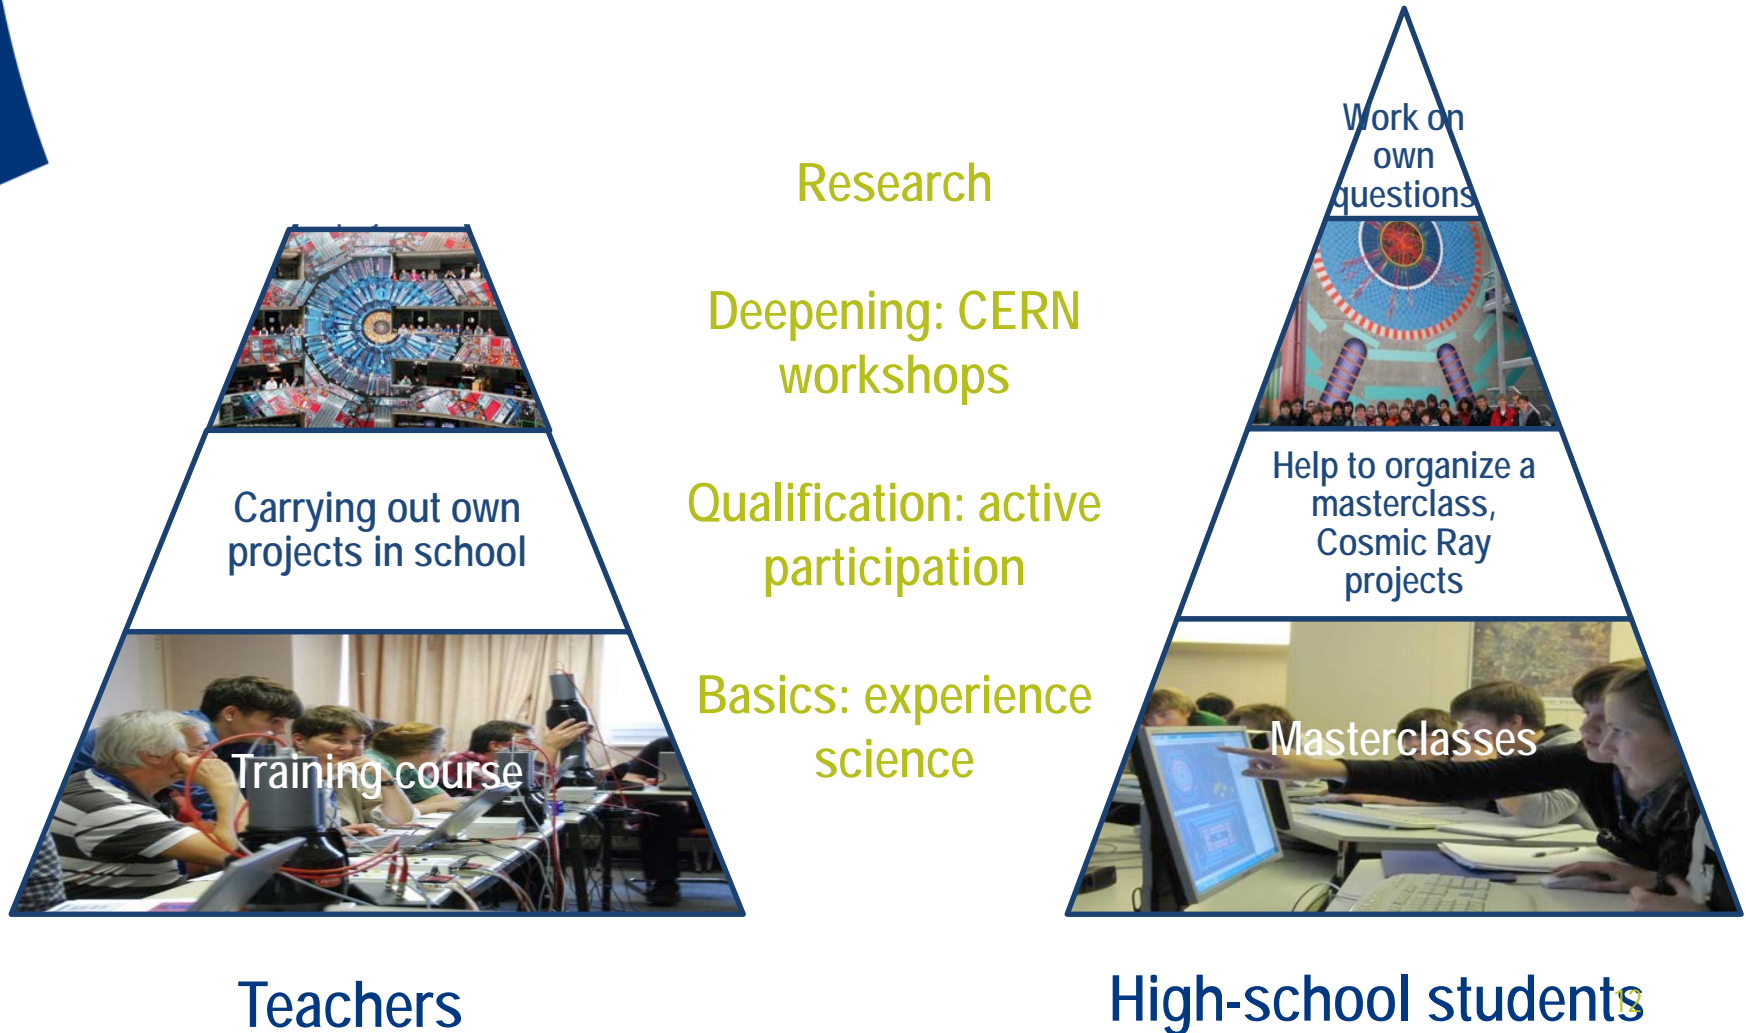 Work on
own
questions
Research
Deepening: CERN
workshops
Carrying out own
projects in school
Qualification: active
participation
Help to organize a
masterclass,
Cosmic Ray
projects
Basics: experience
science
Training course
Masterclasses
Teachers
High-school students
12